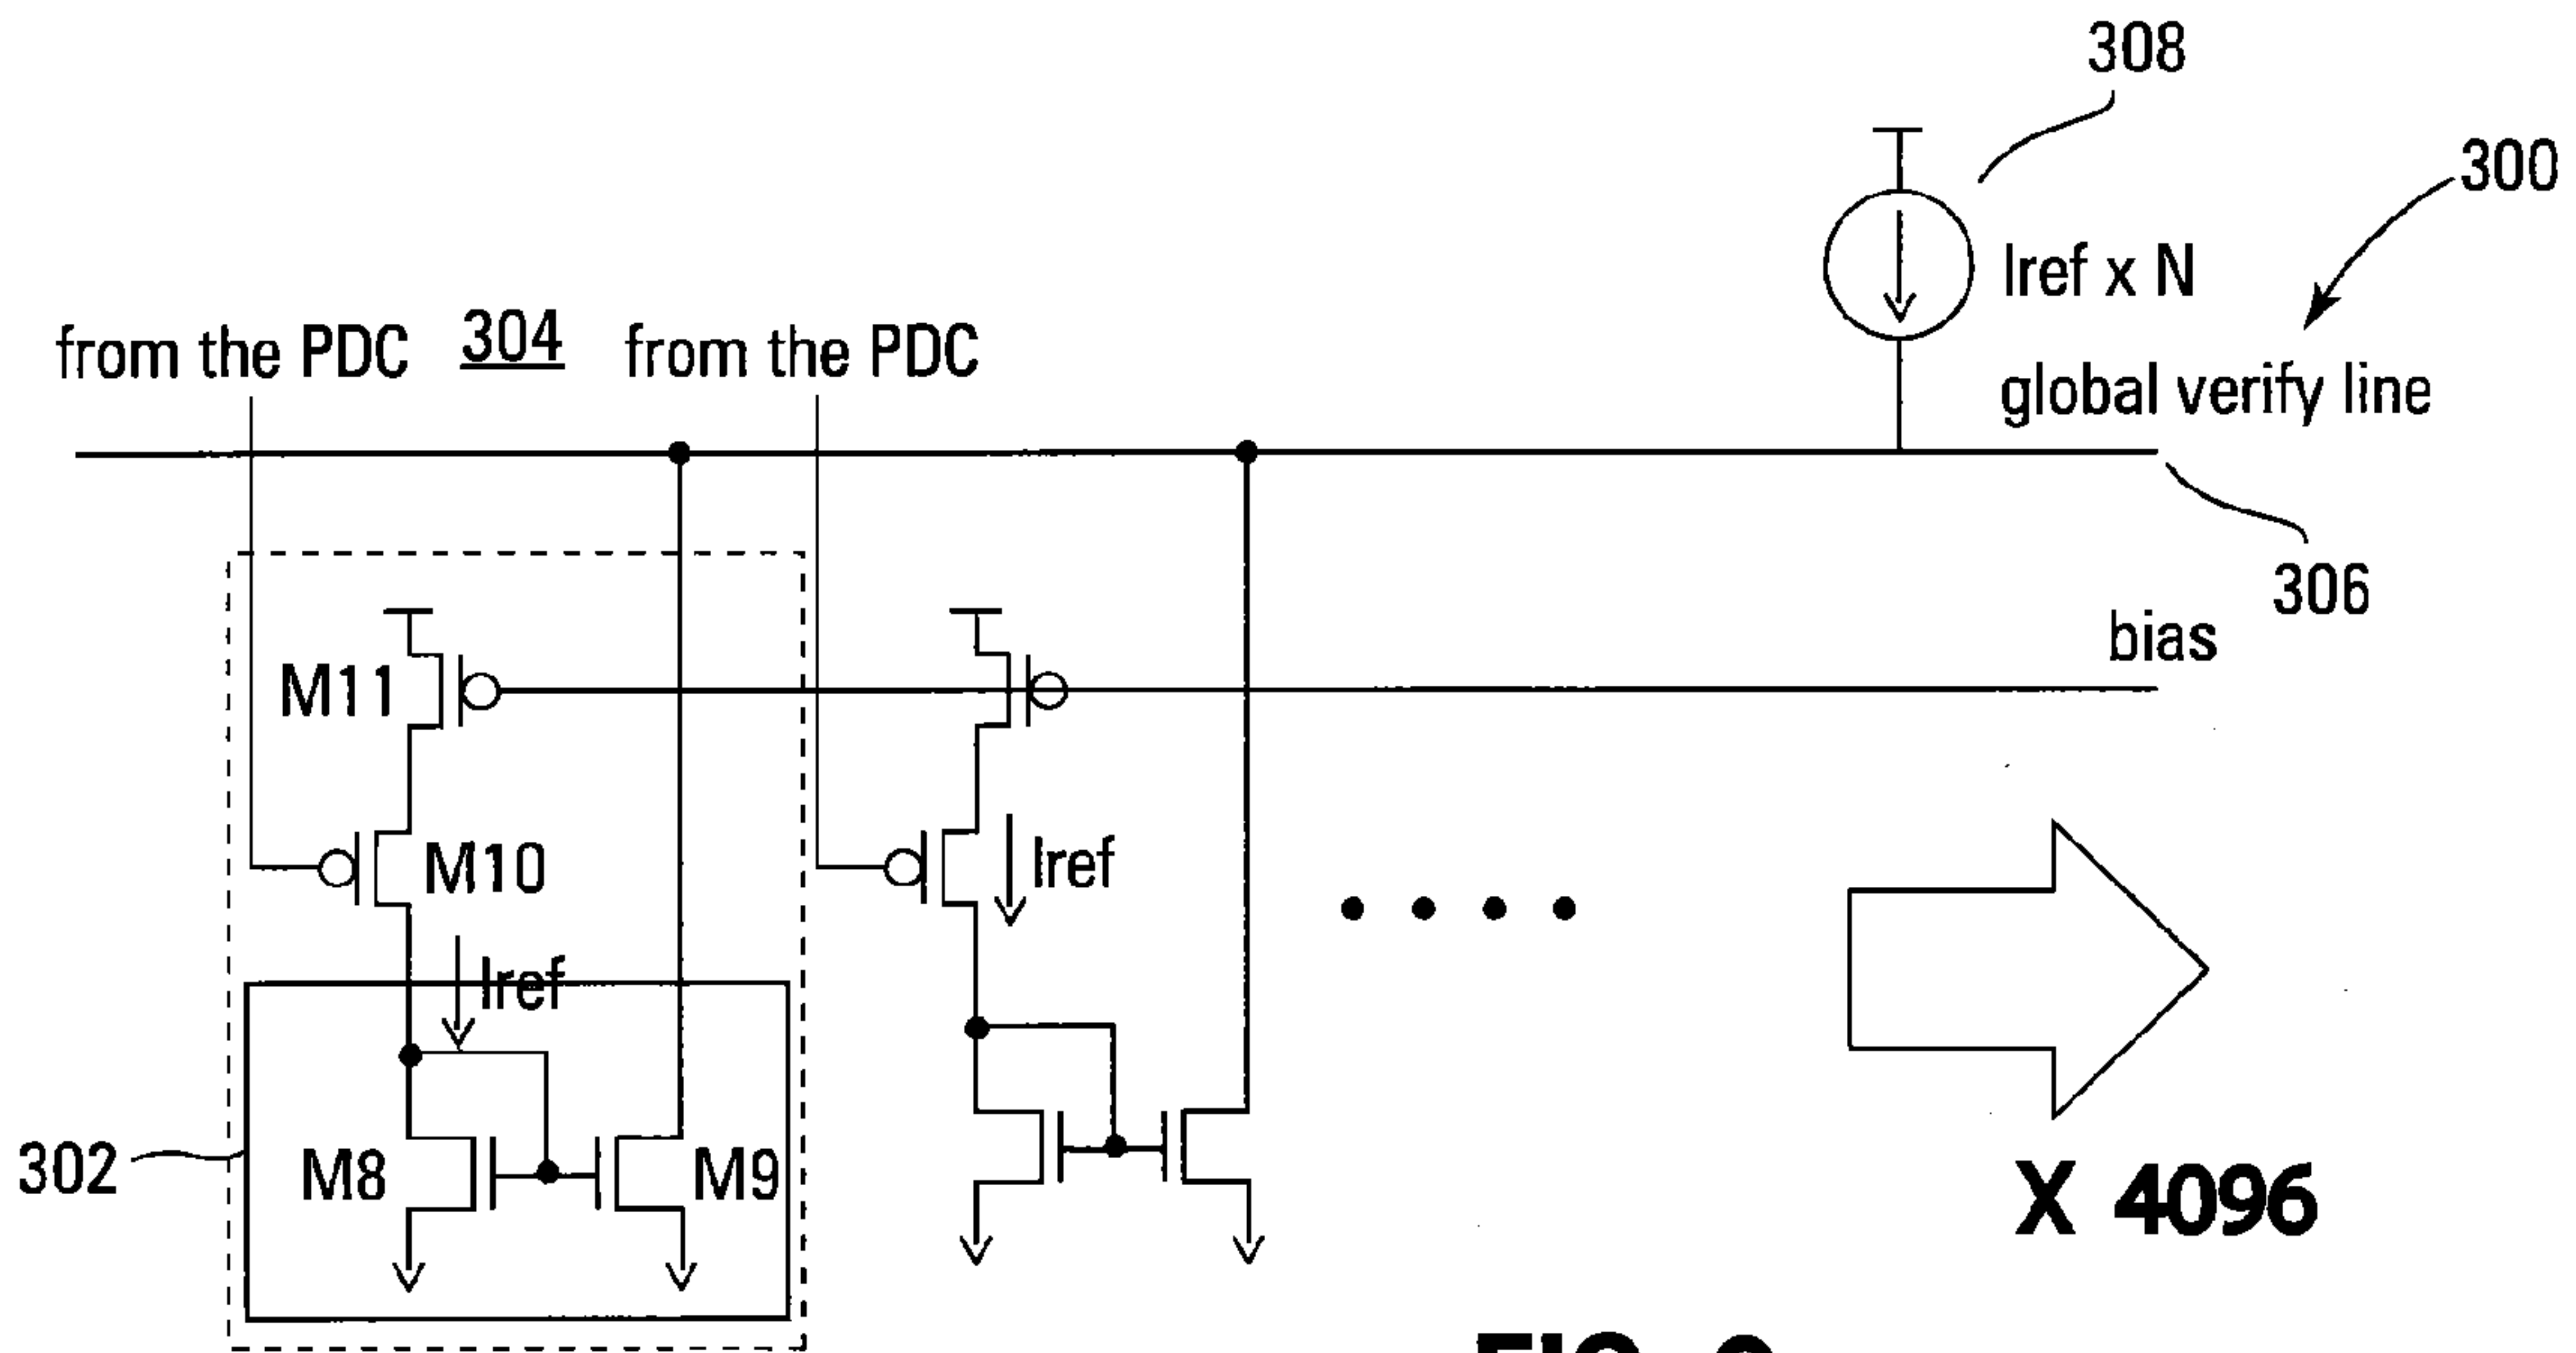 308
300
Iref x N
from the PDC 304 from the PDC
global verify line
306
bias
M11
M10
Iref
Iref
302
M8
M9
X 4096